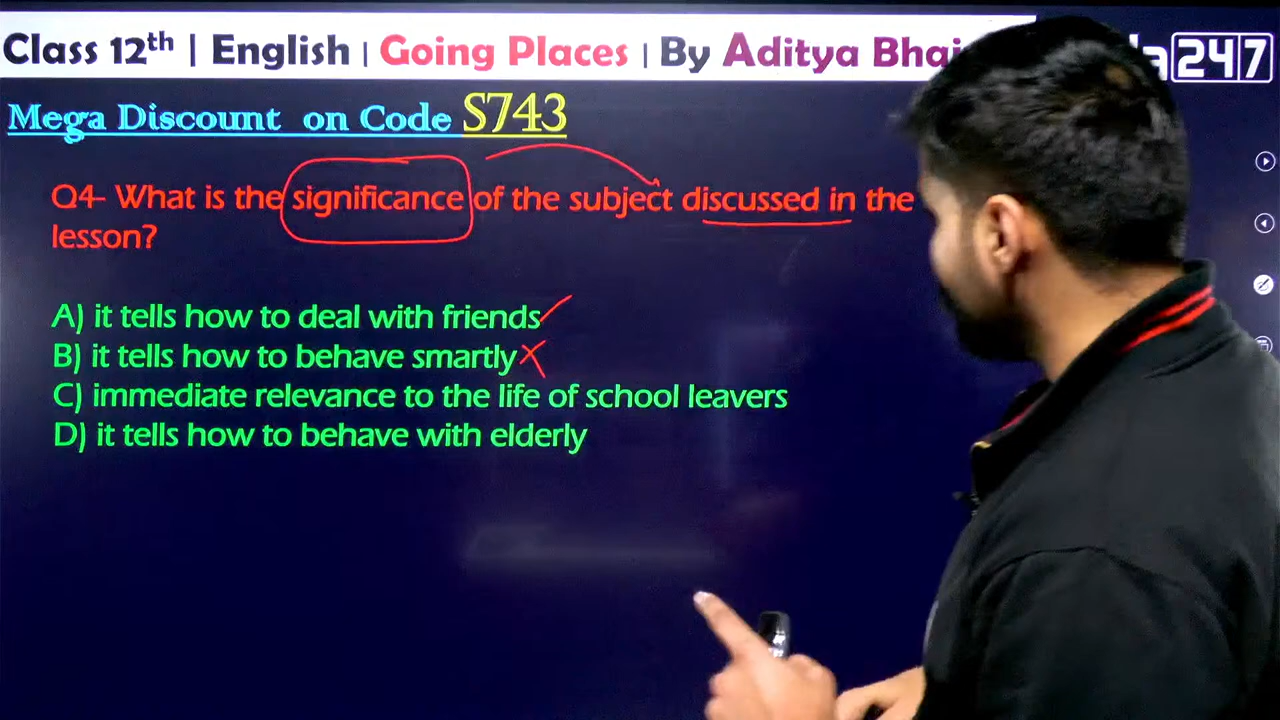 Class 12th | English | Going Places | By Aditya Bhai
247
Mega Discount on Code S743
Q4- What is the significance of the subject discussed in the
lesson?
A) it tells how to deal with friends
B) it tells how to behave smartly
C) immediate relevance to the life of school leavers
D) it tells how to behave with elderly